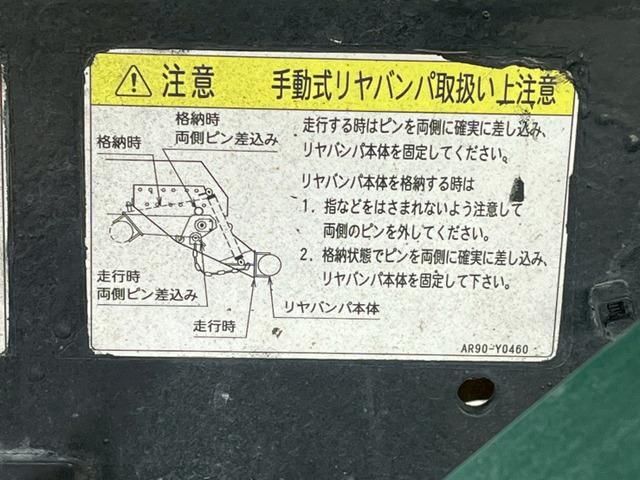 注意 手動式リヤバンパ取扱い上注意
格納時
両側ピン差込み
格納時
走行時
両側ピン差込み
走行時
リヤバンパ本体
走行する時はピンを両側に確実に差し込み、
リヤバンパ本体を固定してください。
リヤバンパ本体を格納する時は
1．指などをはさまれないよう注意して
両側のピンを外してください。
2．格納状態でピンを両側に確実に差し込み、
リヤバンパ本体を固定して下さい。
AR90-Y0460